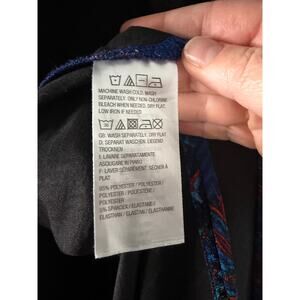 MACHINE WASH COLD, WASH
SEPARATELY. ONLY NON-CHLORINE
BLEACH WHEN NEEDED, DRY FLAT,
LOW IRON IF NEEDED.
GB: WASH SEPARATELY, DRY FLAT
D: SEPARAT WASCHEN, LIEGEND
TROCKNEN
E: LAVARE SEPARATAMENTE
ASCIUGARE IN PIANO
F: LAVER SÉPARÉMENT, SÉCHER À
PLAT
95% POLYESTER / POLYESTER
/ POLYESTER / POLIESTERE /
POLYESTER
5% SPANDEX / ELASTANE /
ELASTHAN / ELASTAN / ELASTHANNE